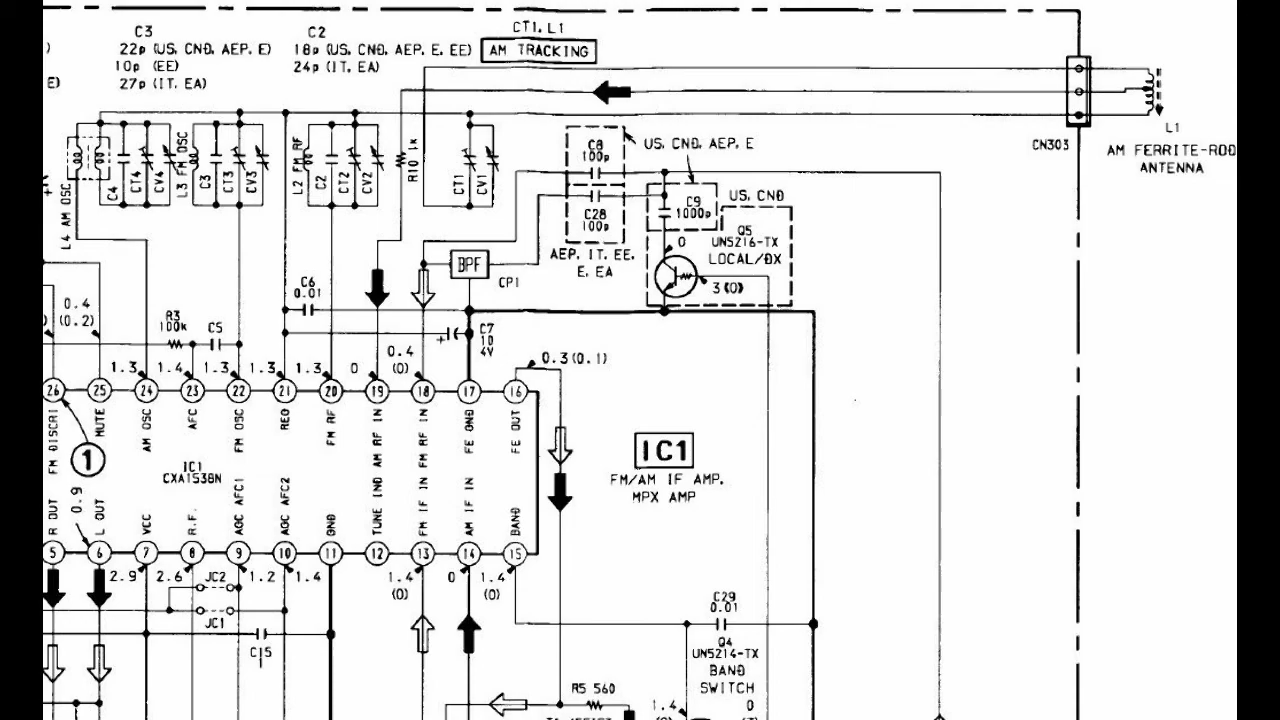 C3
22p (US, CND, AEP, E)
10p (EE)
27p (IT, EA)
E)
C2
18p (US, CND, AEP, E, EE)
24p (IT, EA)
CT1, L1
AM TRACKING
CN303
L1
AM FERRITE-ROD
ANTENNA
L4 AM OSC
C4
CT4
CV4
L3 FM OSC
C3
CT3
CV3
L2 FM RF
C2
CT2
CV2
R10 1k
CT1
CV1
C8
100p
C28
100p
US, CND, AEP, E
AEP, IT, EE,
E, EA
C9
1000p
US, CND
Q5
UN5216-TX
LOCAL/DX
0
3(0)
BPF
CP1
C6
0.01
C7
10
4V
0.4
(0.2)
R3
100k
C5
1.3
1.4
1.3
1.3
1.3
0
0.4
(0)
0.3(0.1)
26 25 24 23 22 21 20 19 18 17 16
FM DISCRI
MUTE
AM OSC
AFC
FM OSC
REG
FM RF
AM RF IN
FM RF IN
FE GND
FE OUT
1
IC1
CXA1538N
IC1
FM/AM IF AMP,
MPX AMP
0.9
R OUT
L OUT
VCC
R.F.
AGC AFC1
AGC AFC2
GND
TUNE IND
FM IF IN
AM IF IN
BAND
5 6 7 8 9 10 11 12 13 14 15
2.9
2.6
JC2
1.2
1.4
1.4
(0)
0
1.4
(0)
JC1
C15
C29
0.01
Q4
UN5214-TX
BAND
SWITCH
R5 560
1.4
0